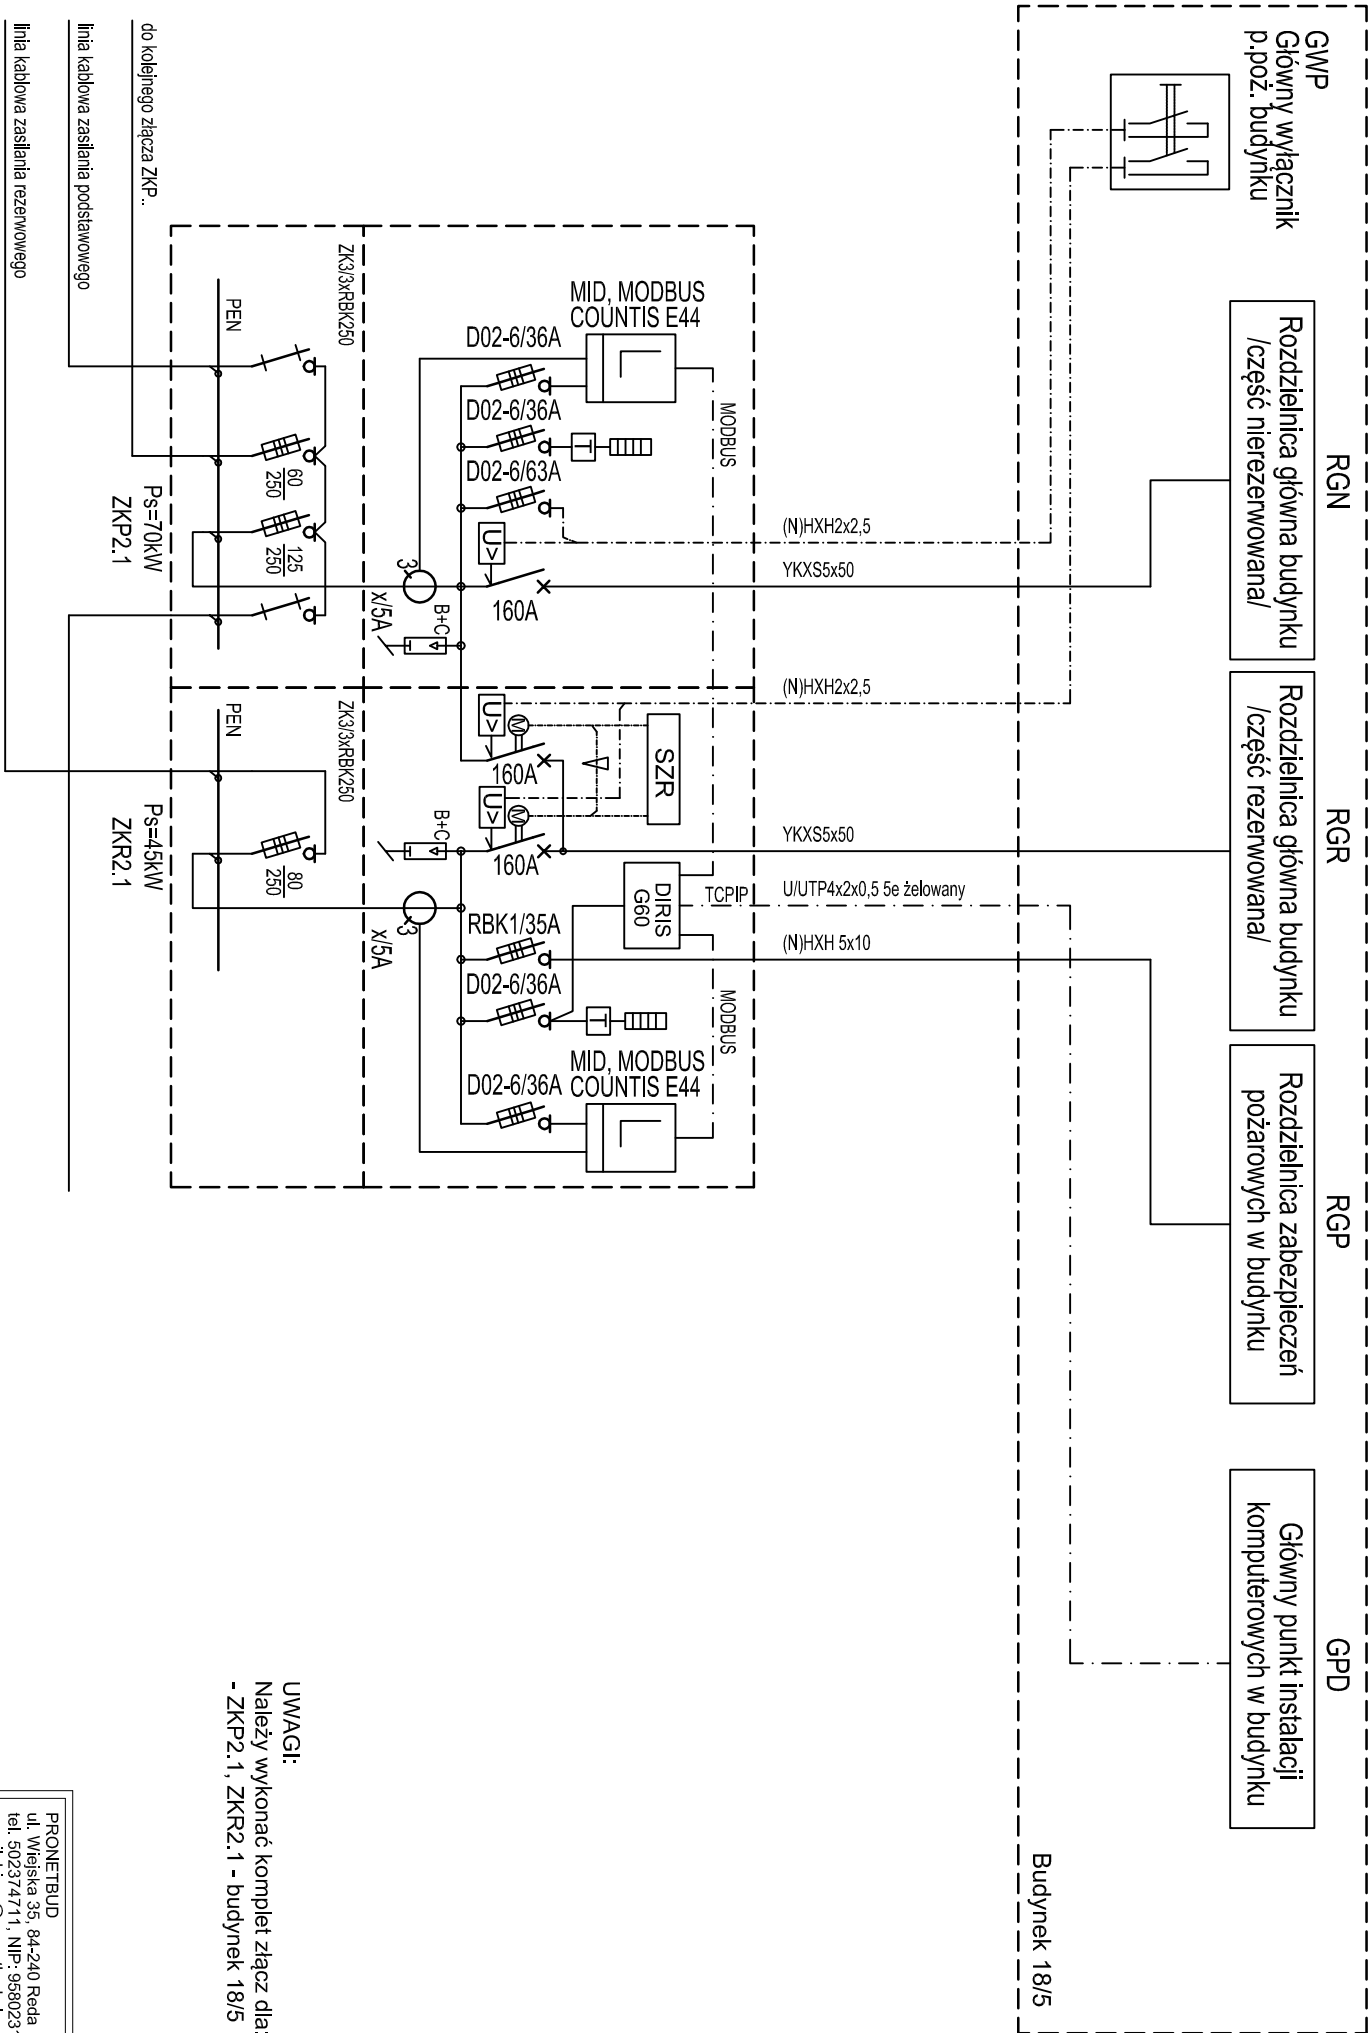 GWP
Główny wyłącznik
p.poż. budynku
RGN
Rozdzielnica główna budynku
/część nierezerwowana/
RGR
Rozdzielnica główna budynku
/część rezerwowana/
RGP
Rozdzielnica zabezpieczeń
pożarowych w budynku
GPD
Główny punkt instalacji
komputerowych w budynku
Budynek 18/5
(N)HXH2x2,5
YKXS5x50
(N)HXH2x2,5
YKXS5x50
U/UTP4x2x0,5 5e żelowany
(N)HXH 5x10
MID, MODBUS
COUNTIS E44
MODBUS
D02-6/36A
D02-6/36A
T
D02-6/63A
U>
160A
3
x/5A
B+C
SZR
U>
M
160A
U>
M
160A
B+C
DIRIS
G60
TCPIP
MODBUS
3
x/5A
RBK1/35A
D02-6/36A
T
MID, MODBUS
COUNTIS E44
D02-6/36A
ZK3/3xRBK250
PEN
60
250
125
250
Ps=70kW
ZKP2.1
ZK3/3xRBK250
PEN
80
250
Ps=45kW
ZKR2.1
do kolejnego złącza ZKP..
linia kablowa zasilania podstawowego
linia kablowa zasilania rezerwowego
UWAGI:
Należy wykonać komplet złącz dla:
- ZKP2.1, ZKR2.1 - budynek 18/5
PRONETBUD
ul. Wiejska 35, 84-240 Reda
tel. 502374711, NIP: 958023